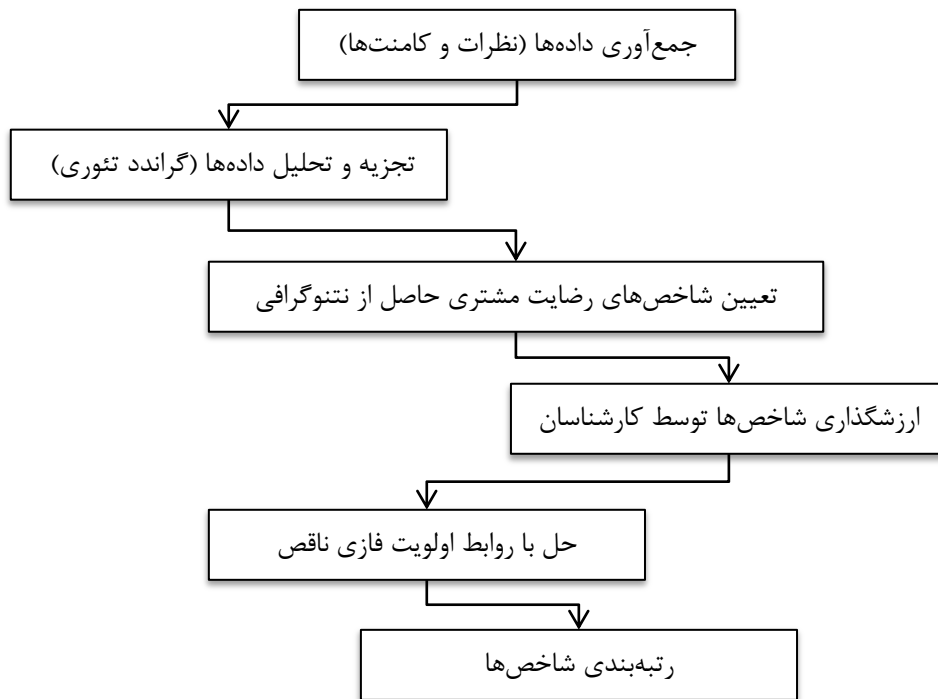 جمع‌آوری داده‌ها (نظرات و کامنت‌ها)
تجزیه و تحلیل داده‌ها (گراندد تئوری)
تعیین شاخص‌های رضایت مشتری حاصل از نتنوگرافی
ارزشگذاری شاخص‌ها توسط کارشناسان
حل با روابط اولویت فازی ناقص
رتبه‌بندی شاخص‌ها